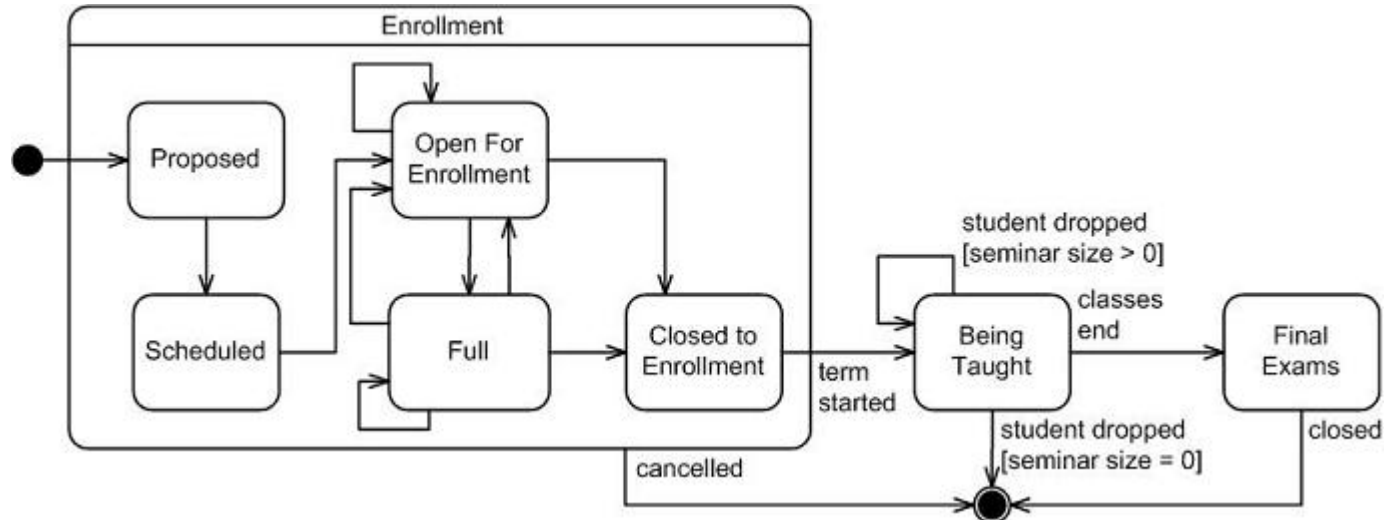 Enrollment
Proposed
Open For
Enrollment
Scheduled
Full
Closed to
Enrollment
term
started
cancelled
student dropped
[seminar size > 0]
Being
Taught
classes
end
Final
Exams
student dropped
[seminar size = 0]
closed